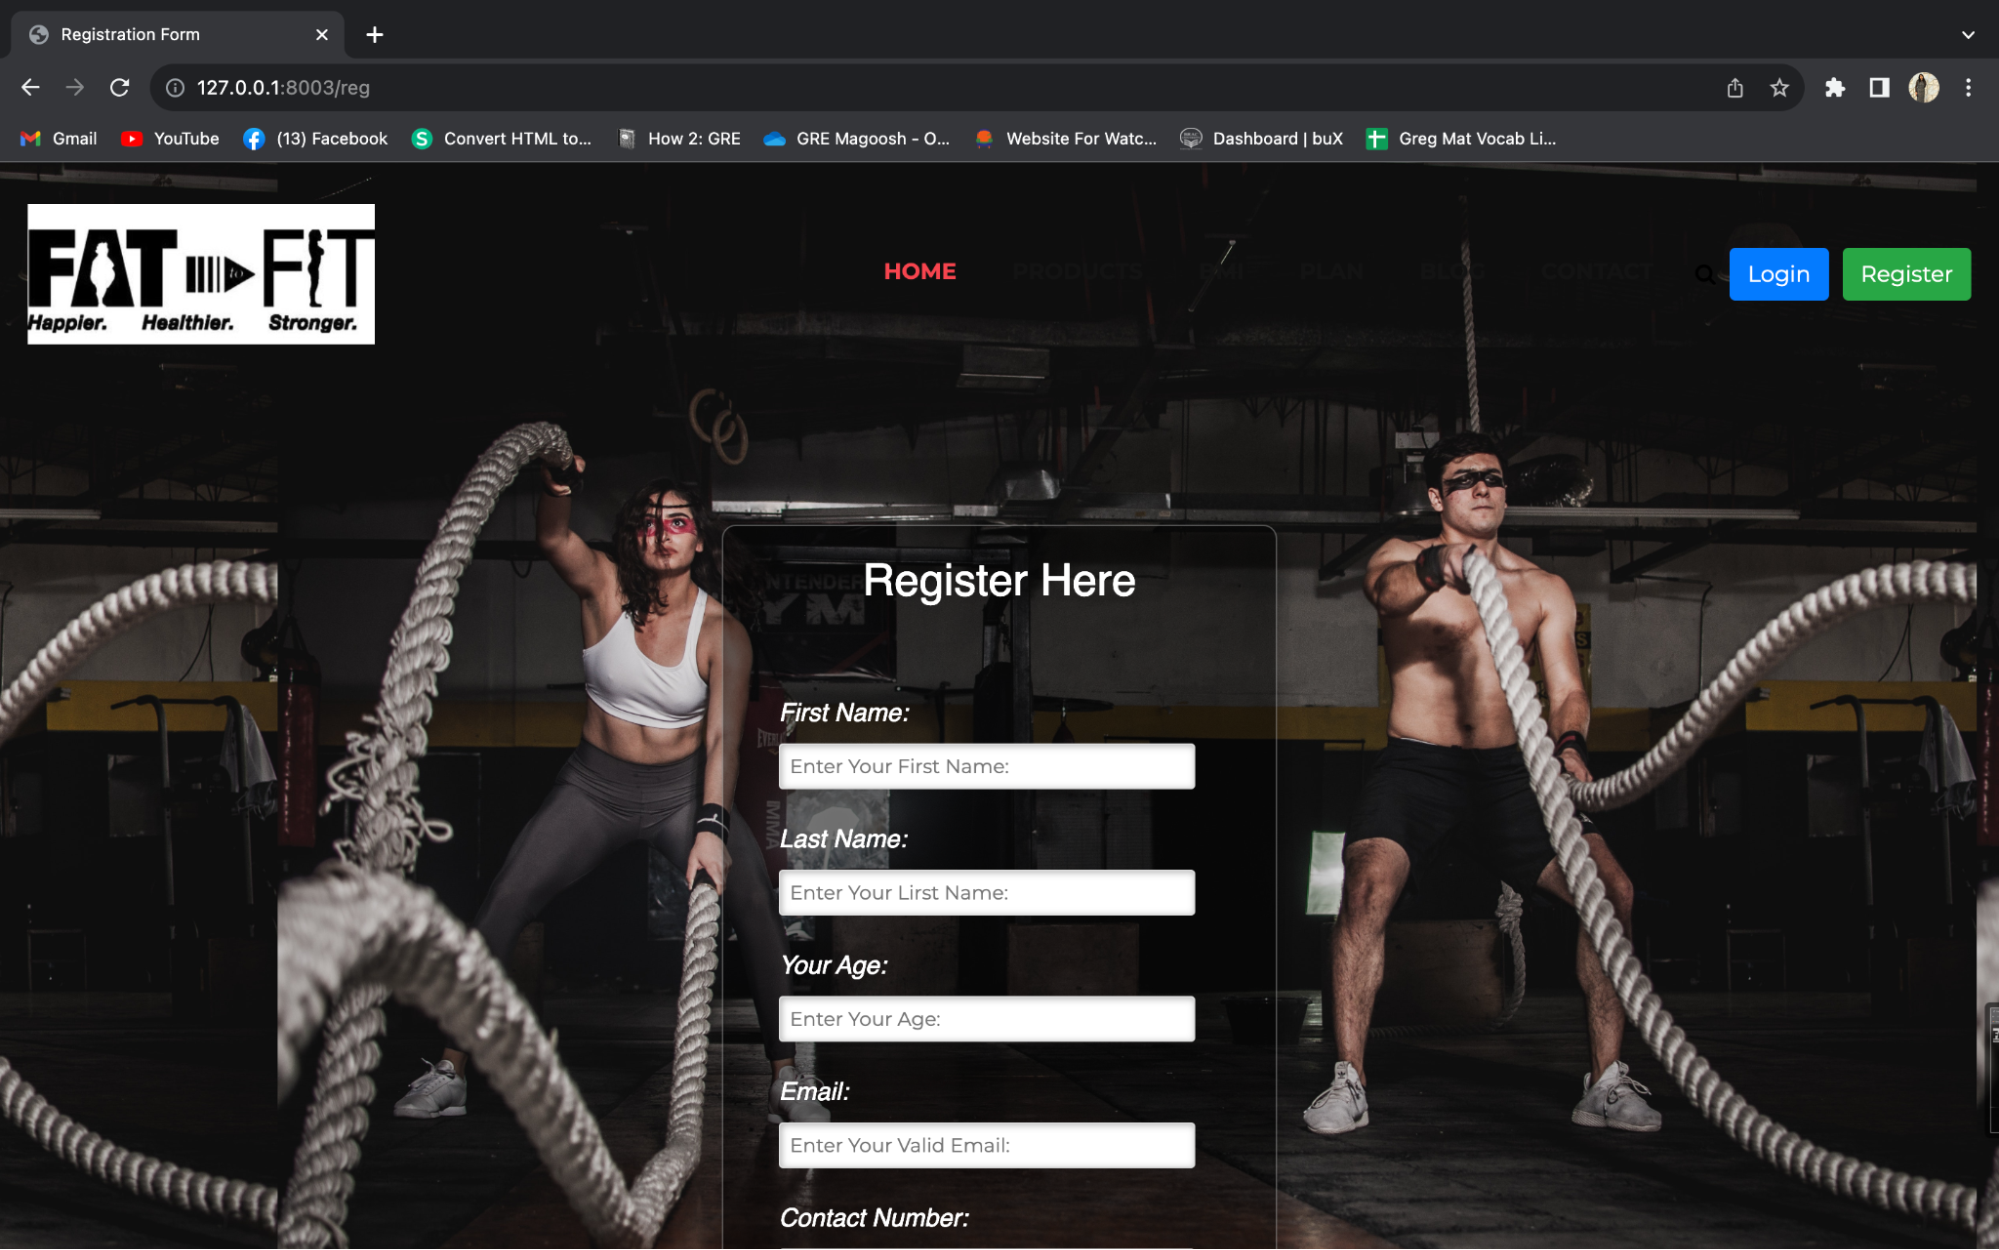 Registration Form
127.0.0.1:8003/reg
Gmail YouTube (13) Facebook Convert HTML to... How 2: GRE GRE Magoosh - O... Website For Watc... Dashboard | buX Greg Mat Vocab Li...
FAT to FIT
Happier. Healthier. Stronger.
HOME PRODUCTS BMI PLAN BLOG CONTACT Login Register
Register Here
First Name:
Enter Your First Name:
Last Name:
Enter Your Lirst Name:
Your Age:
Enter Your Age:
Email:
Enter Your Valid Email:
Contact Number: